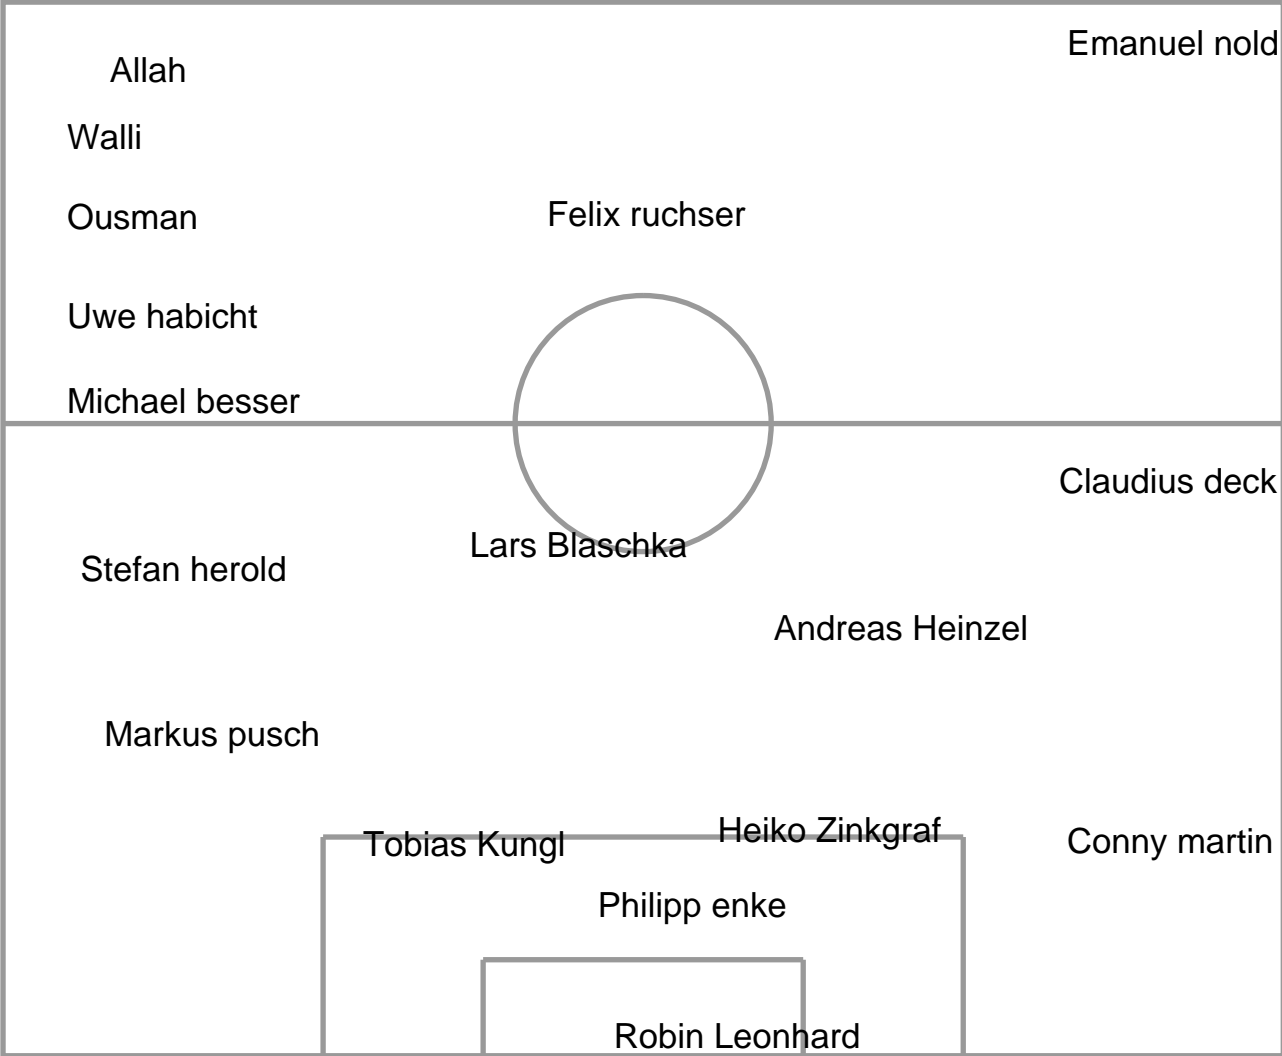 Emanuel nold
Allah
Walli
Felix ruchser
Ousman
Uwe habicht
Michael besser
Claudius deck
Lars Blaschka
Stefan herold
Andreas Heinzel
Markus pusch
Heiko Zinkgraf
Conny martin
Tobias Kungl
Philipp enke
Robin Leonhard